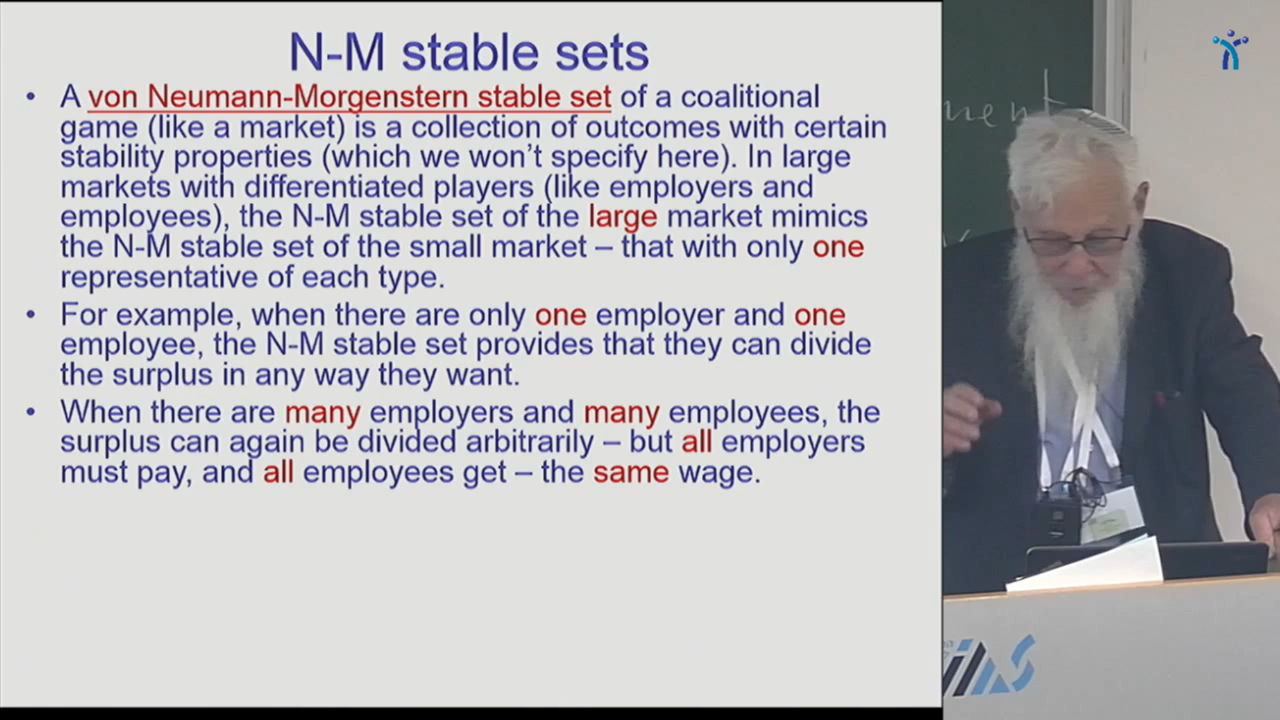 N-M stable sets
• A von Neumann-Morgenstern stable set of a coalitional
game (like a market) is a collection of outcomes with certain
stability properties (which we won't specify here). In large
markets with differentiated players (like employers and
employees), the N-M stable set of the large market mimics
the N-M stable set of the small market – that with only one
representative of each type.
• For example, when there are only one employer and one
employee, the N-M stable set provides that they can divide
the surplus in any way they want.
• When there are many employers and many employees, the
surplus can again be divided arbitrarily – but all employers
must pay, and all employees get – the same wage.
ment
IIAS